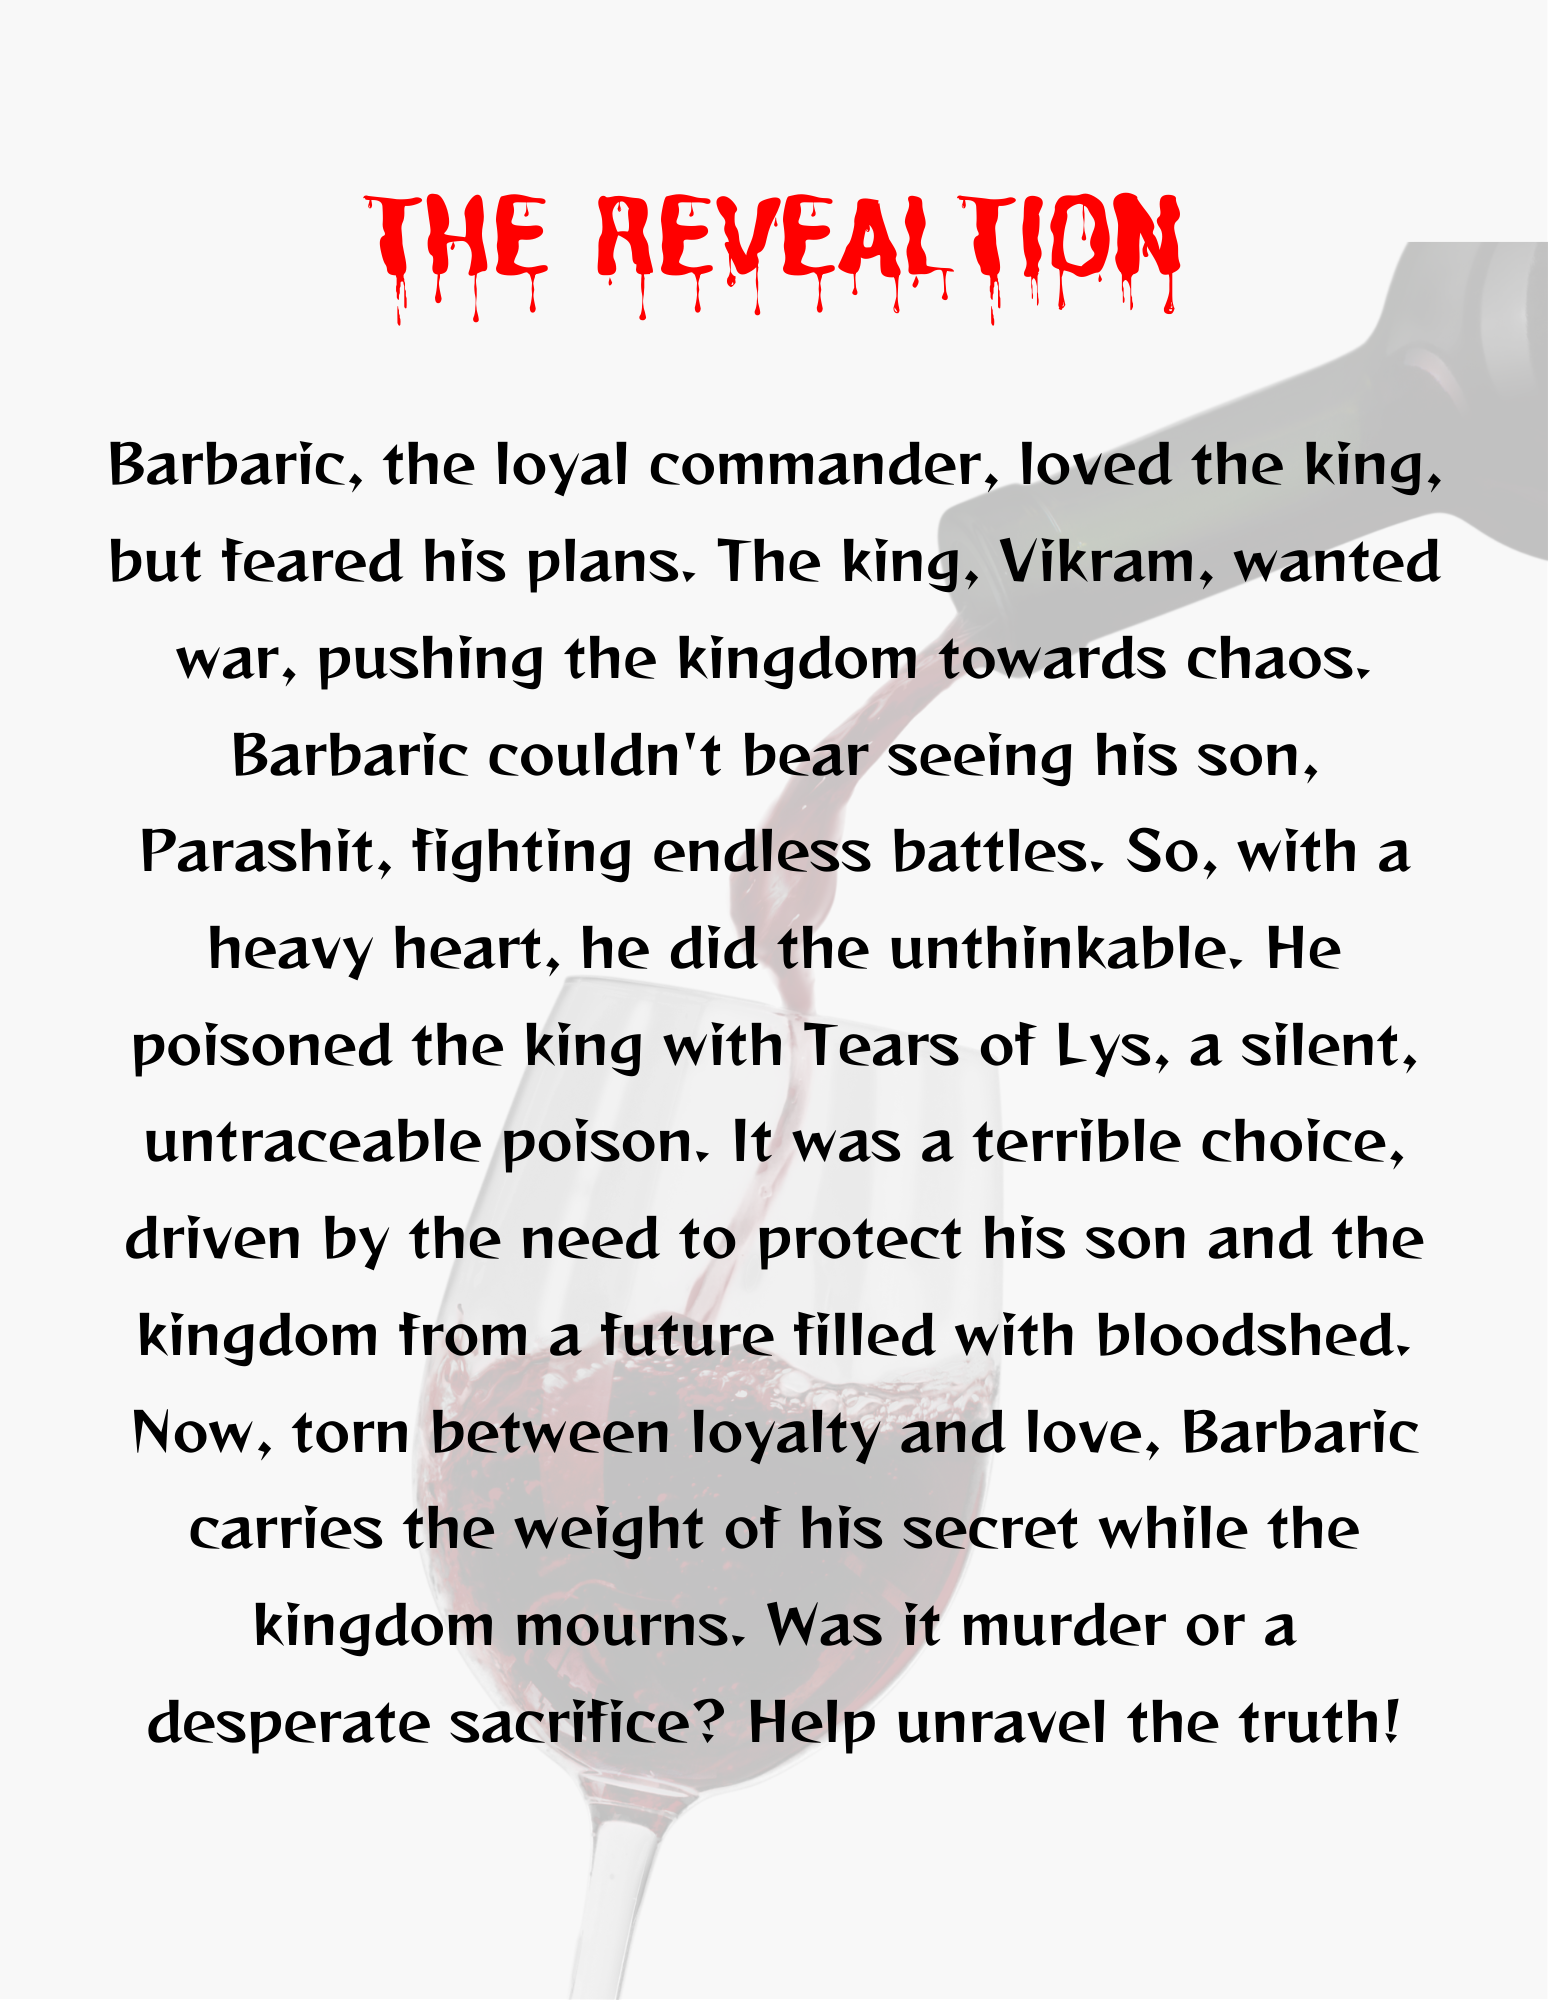 THE REVEALTION
Barbaric, the loyal commander, loved the king,
but feared his plans. The king, Vikram, wanted
war, pushing the kingdom towards chaos.
Barbaric couldn't bear seeing his son,
Parashit, fighting endless battles. So, with a
heavy heart, he did the unthinkable. He
poisoned the king with Tears of Lys, a silent,
untraceable poison. It was a terrible choice,
driven by the need to protect his son and the
kingdom from a future filled with bloodshed.
Now, torn between loyalty and love, Barbaric
carries the weight of his secret while the
kingdom mourns. Was it murder or a
desperate sacrifice? Help unravel the truth!